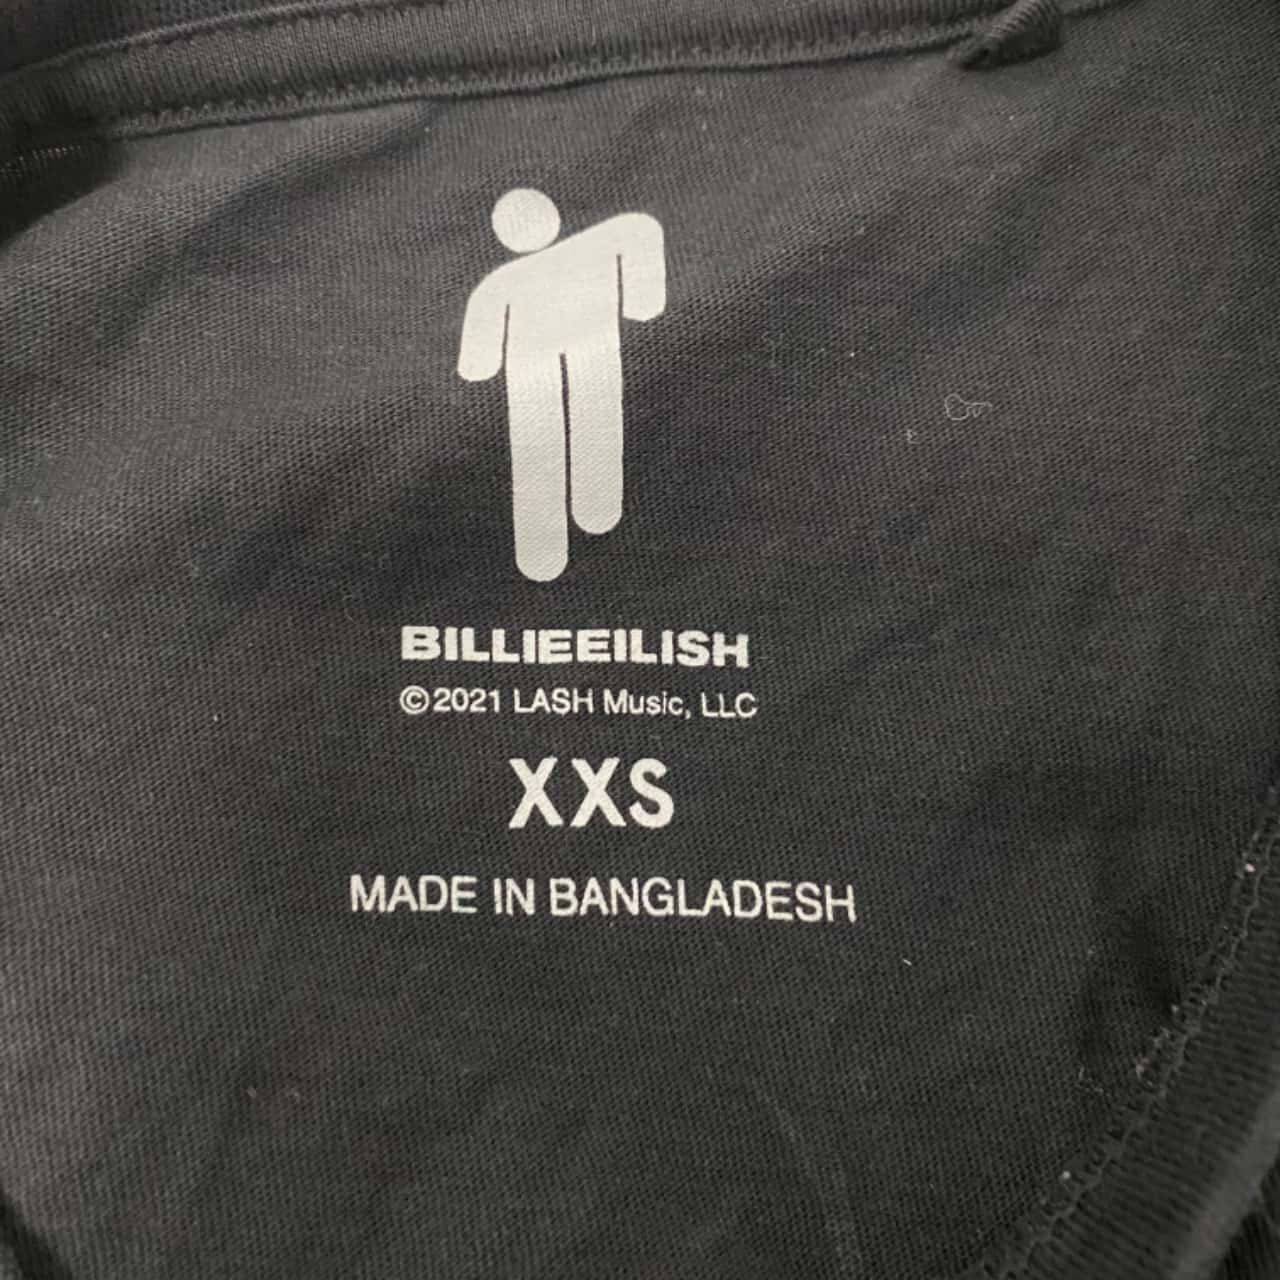 BILLIEEILISH
©2021 LASH Music, LLC
XXS
MADE IN BANGLADESH